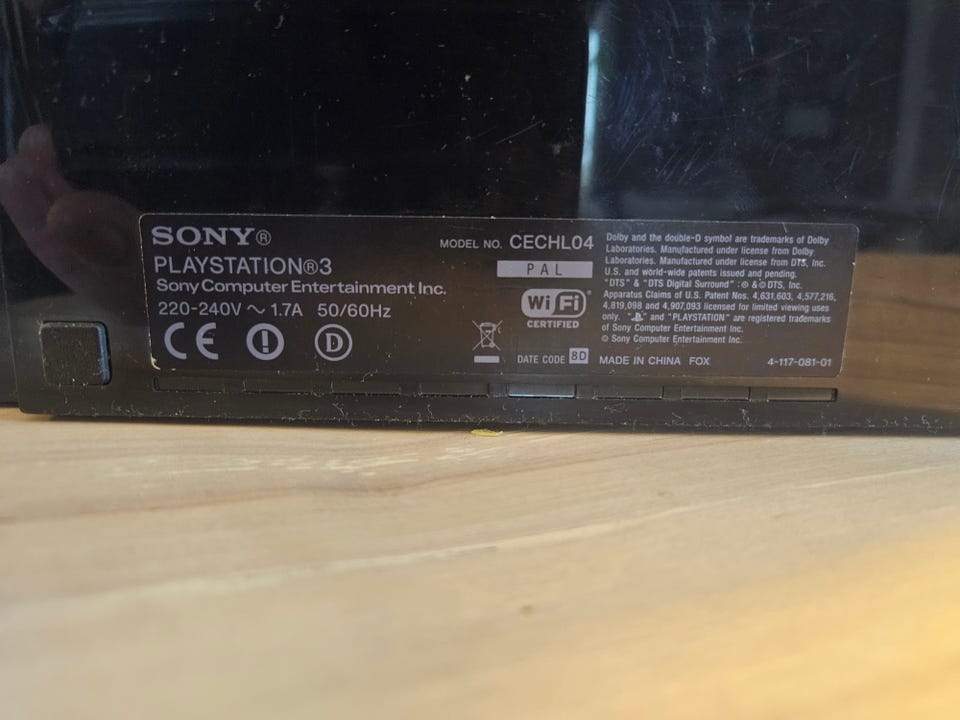 SONY®
PLAYSTATION®3
Sony Computer Entertainment Inc.
220-240V ~ 1.7A 50/60Hz
CE
D
MODEL NO. CECHL04
PAL
Wi Fi
CERTIFIED
DATE CODE 8D
Dolby and the double-D symbol are trademarks of Dolby
Laboratories. Manufactured under license from Dolby
Laboratories. Manufactured under license from DTS, Inc.
U.S. and world-wide patents issued and pending.
"DTS" & "DTS Digital Surround" : ® & © DTS, Inc.
Apparatus Claims of U.S. Patent Nos. 4,631,603, 4,577,216,
4,819,098 and 4,907,093 licensed for limited viewing uses
only. " " and "PLAYSTATION" are registered trademarks
of Sony Computer Entertainment Inc.
© Sony Computer Entertainment Inc.
MADE IN CHINA FOX
4-117-081-01